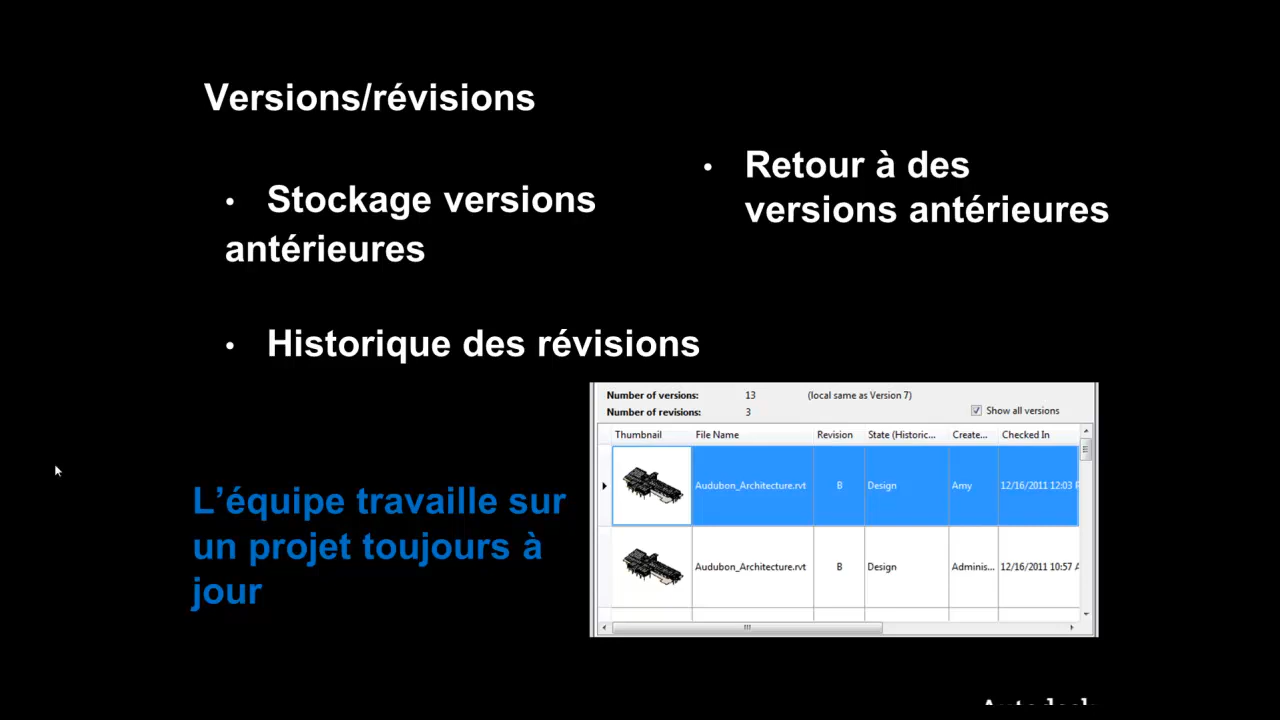 Versions/révisions
• Stockage versions
antérieures
• Retour à des
versions antérieures
• Historique des révisions
L’équipe travaille sur
un projet toujours à
jour
Number of versions: 13 (local same as Version 7)
Number of revisions: 3
Show all versions
Thumbnail File Name Revision State (Historic... Create... Checked In
Audubon_Architecture.rvt B Design Amy 12/16/2011 12:03
Audubon_Architecture.rvt B Design Adminis... 12/16/2011 10:57